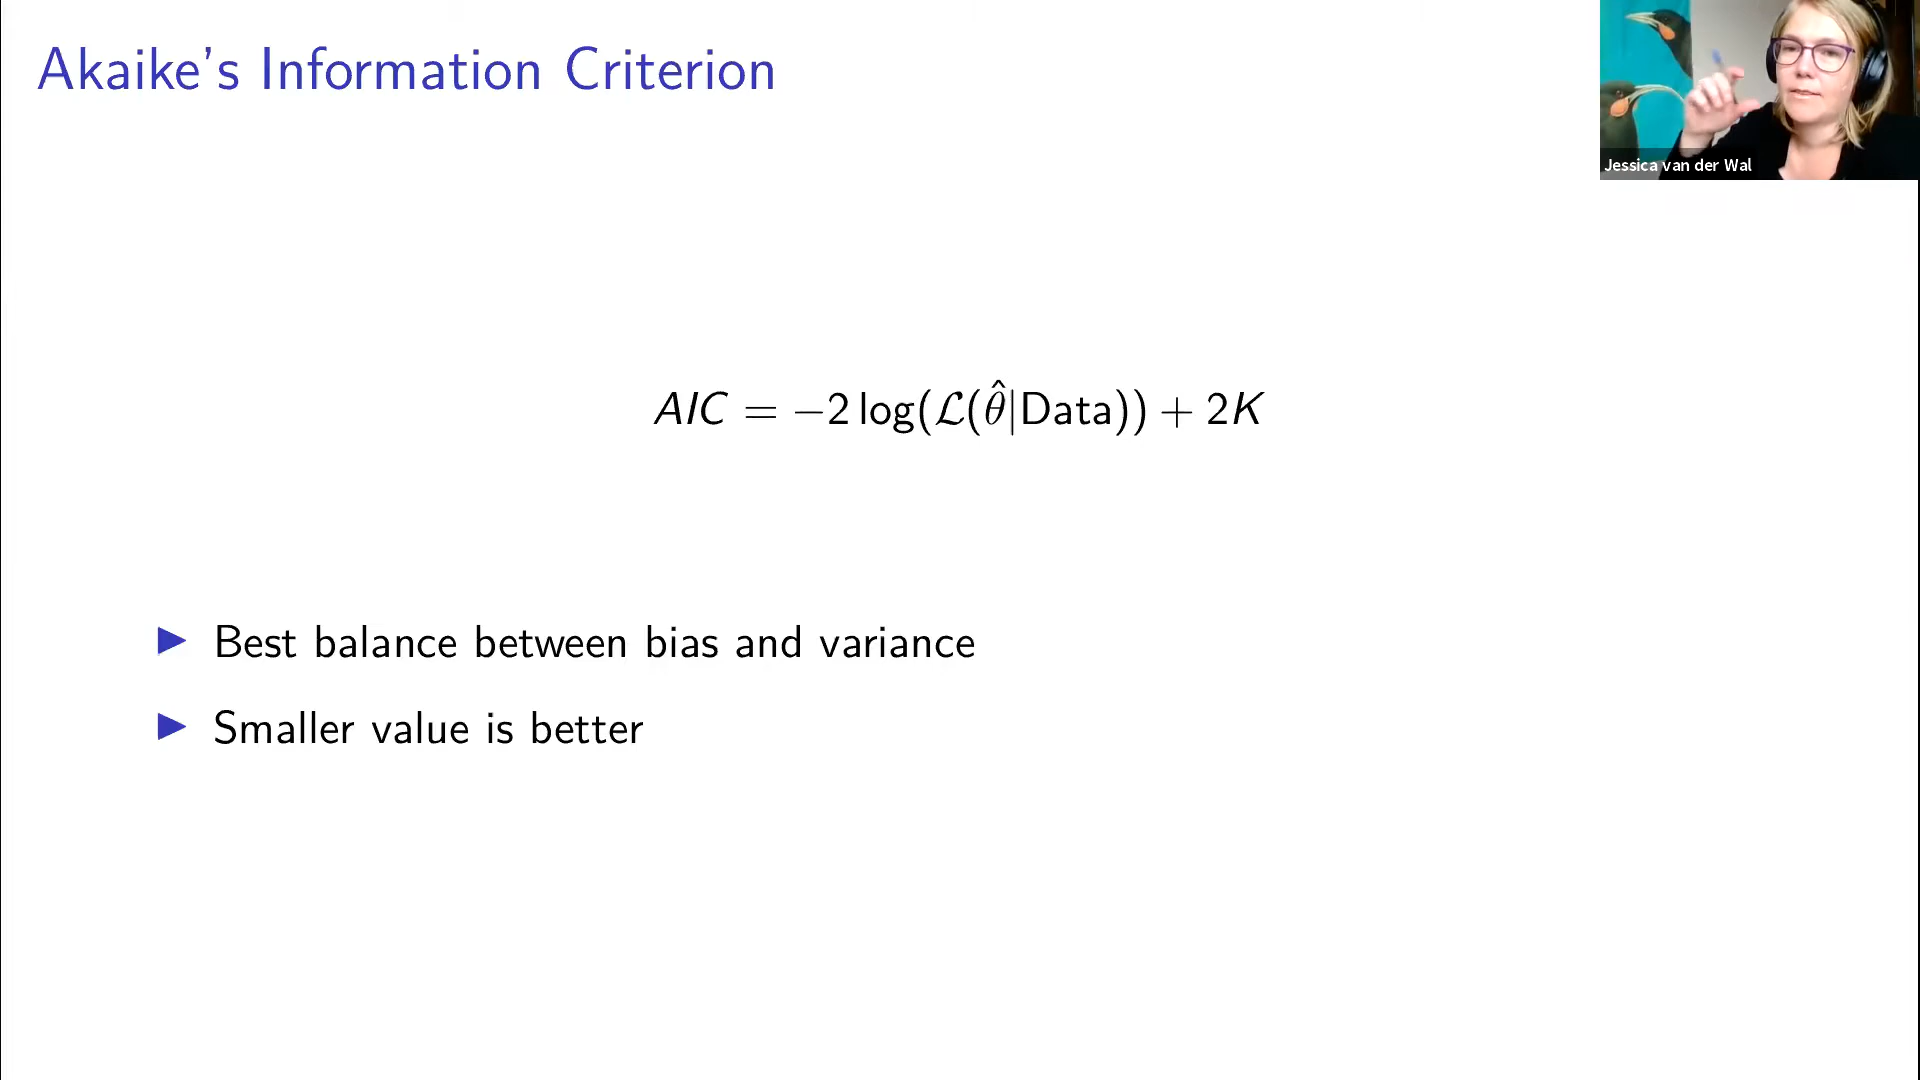 Akaike's Information Criterion
Jessica van der Wal
AIC = −2 log(ℒ(θ̂|Data)) + 2K
Best balance between bias and variance
Smaller value is better